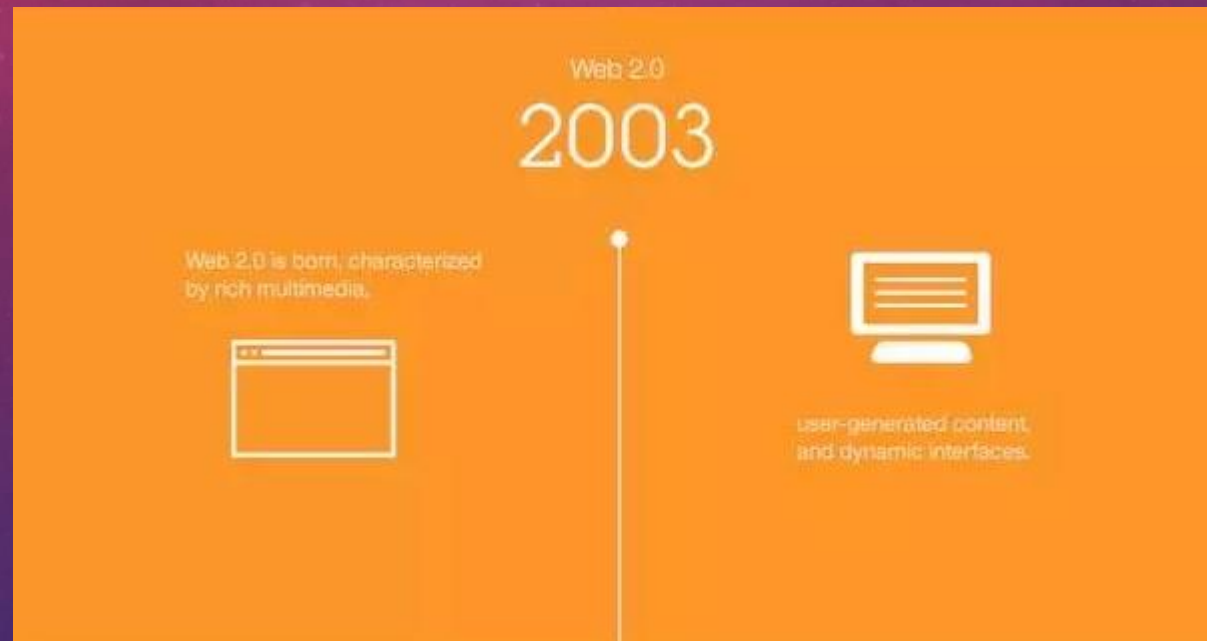 Web 2.0
2003
Web 2.0 is born, characterized
by rich multimedia,
user-generated content,
and dynamic interfaces.